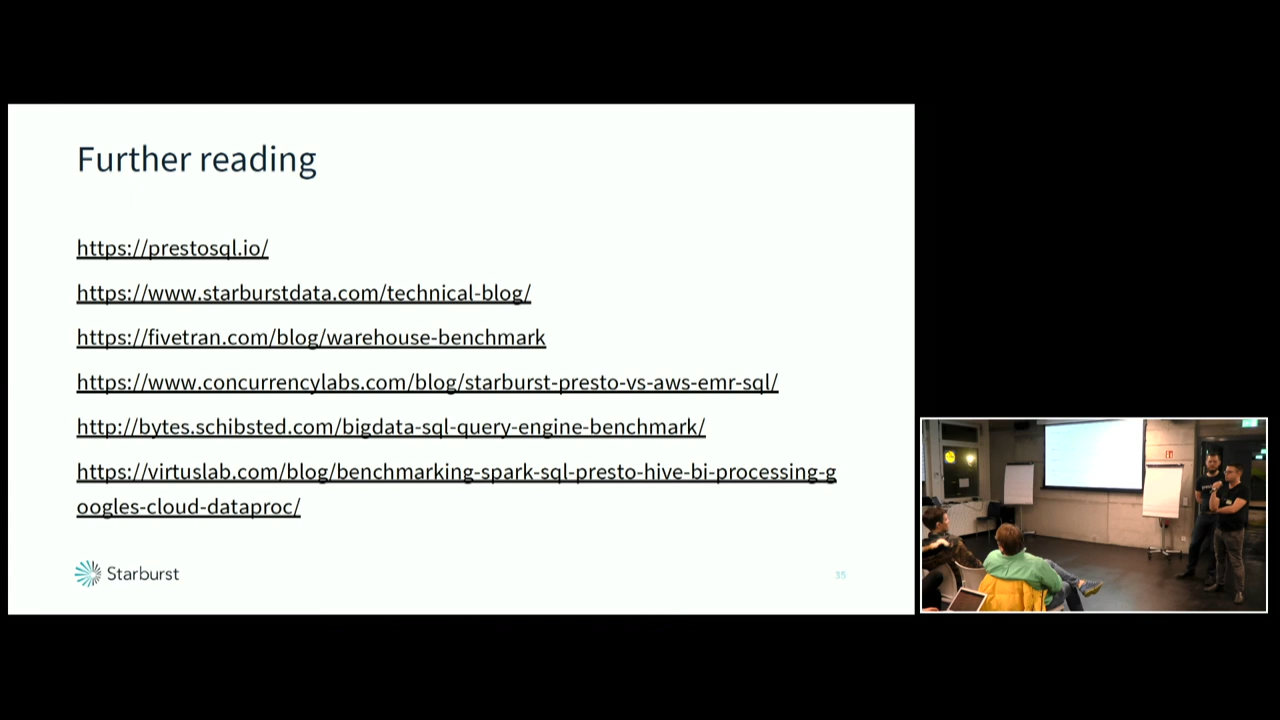 Further reading
https://prestosql.io/
https://www.starburstdata.com/technical-blog/
https://fivetran.com/blog/warehouse-benchmark
https://www.concurrencylabs.com/blog/starburst-presto-vs-aws-emr-sql/
http://bytes.schibsted.com/bigdata-sql-query-engine-benchmark/
https://virtuslab.com/blog/benchmarking-spark-sql-presto-hive-bi-processing-g
oogles-cloud-dataproc/
Starburst
35